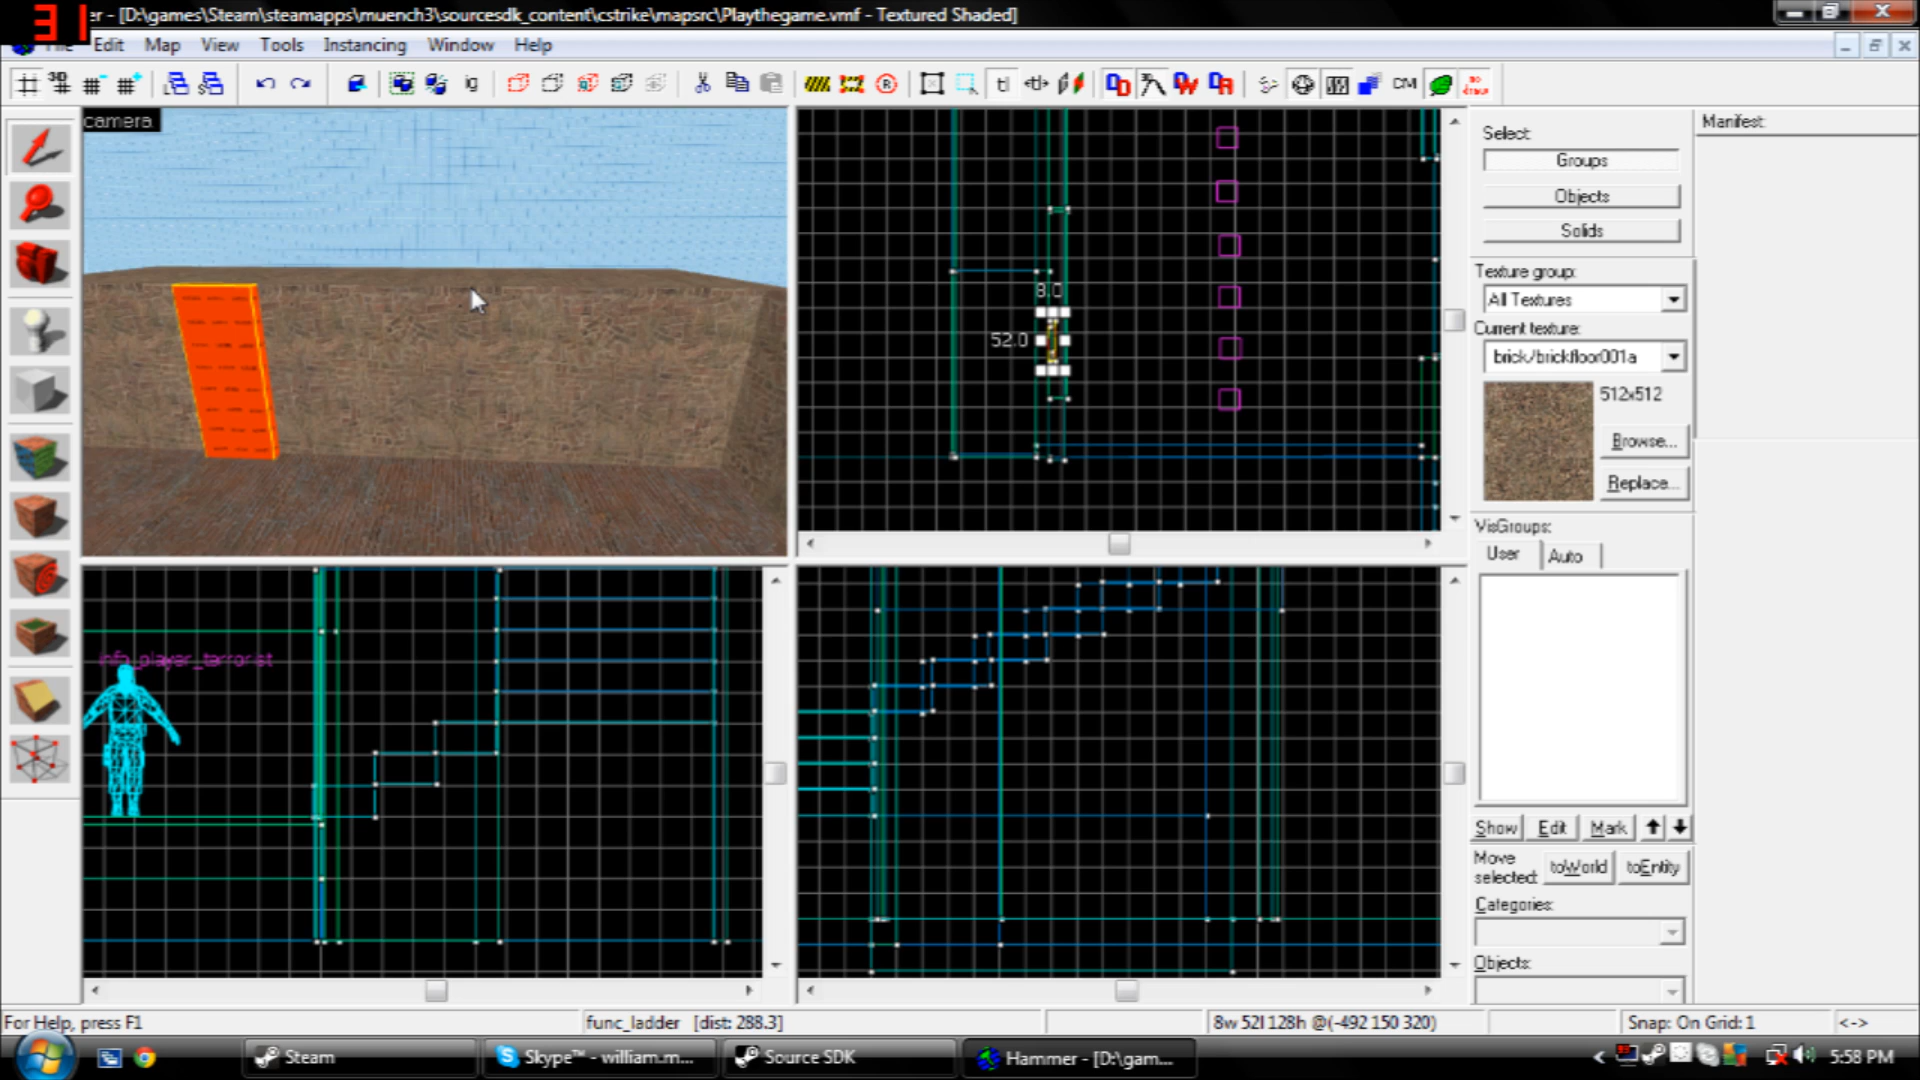 31
er - [D:\games\Steam\steamapps\muench3\sourcesdk_content\cstrike\mapsrc\Playthegame.vmf - Textured Shaded]
Edit Map View Tools Instancing Window Help
camera
8.0
52.0
info_player_terrorist
Select:
Groups
Objects
Solids
Texture group:
All Textures
Current texture:
brick/brickfloor001a
512x512
Browse...
Replace...
VisGroups:
User Auto
Show Edit Mark
Move selected:
toWorld toEntity
Categories:
Objects:
Manifest:
For Help, press F1
func_ladder [dist: 288.3]
8w 52l 128h @(-492 150 320)
Snap: On Grid: 1
<->
Steam
Skype™ - william.m...
Source SDK
Hammer - [D:\gam...
5:58 PM